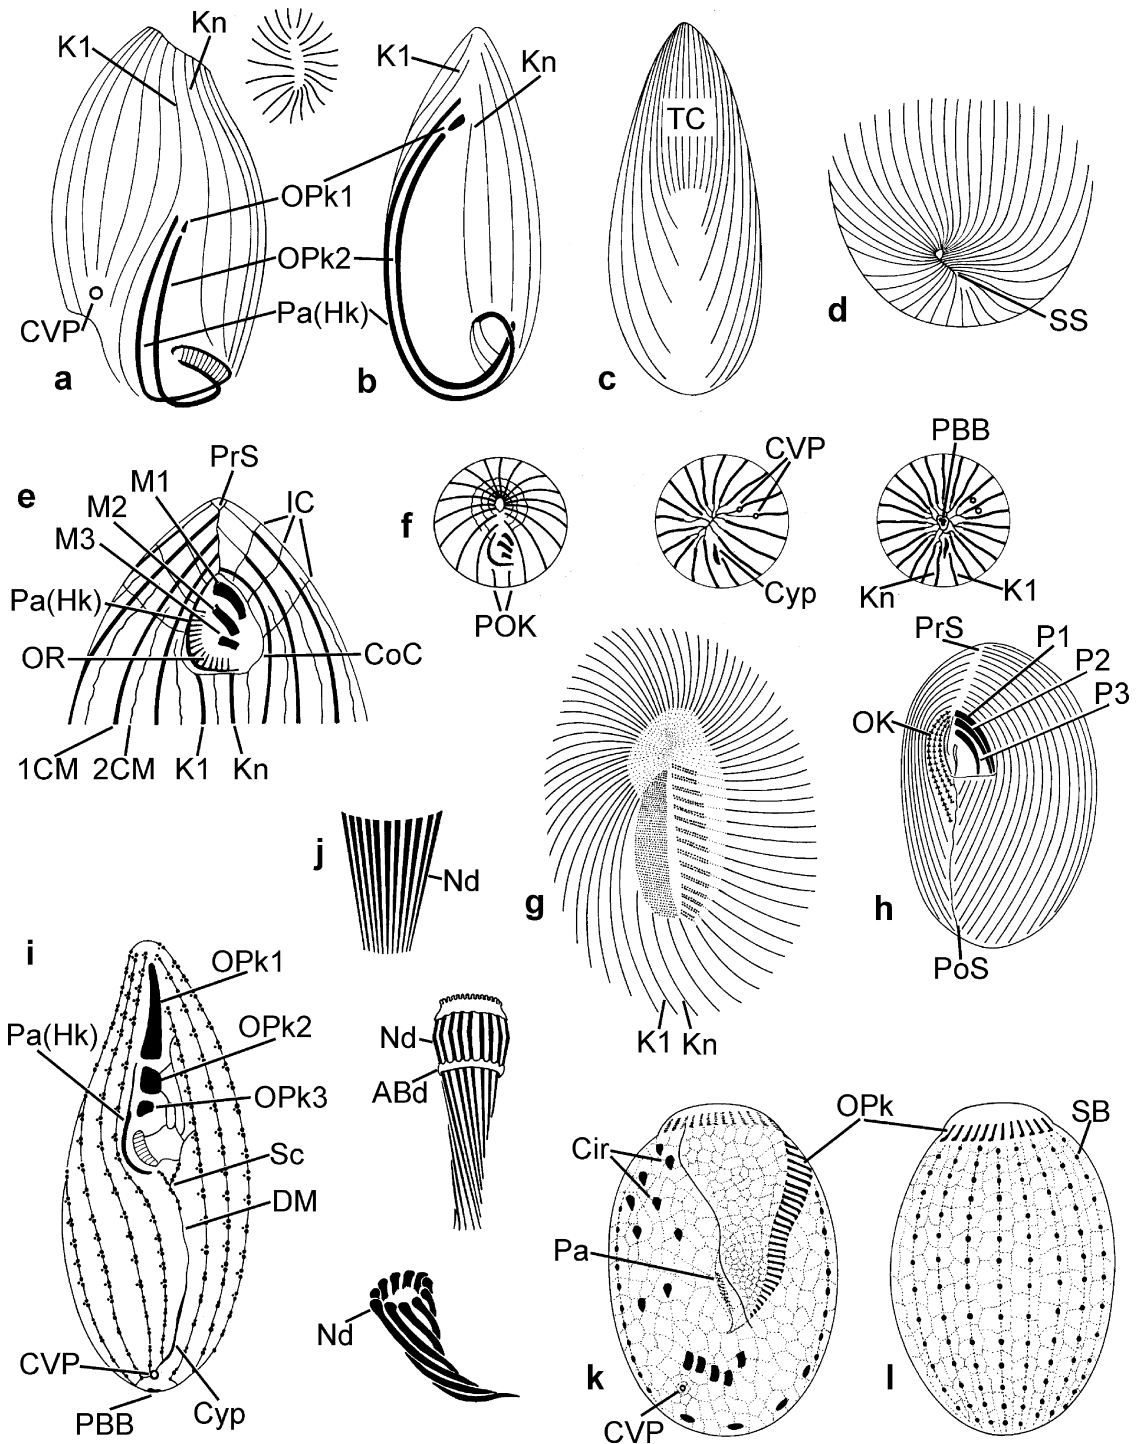 K1
Kn
OPk1
OPk2
Pa(Hk)
CVP
a
K1
Kn
b
TC
c
d
SS
e
PrS
M1
M2
M3
IC
Pa(Hk)
OR
CoC
1CM
2CM
K1
Kn
f
POK
CVP
Cyp
PBB
Kn
K1
g
K1
Kn
PrS
P1
P2
P3
OK
h
PoS
i
OPk1
Pa(Hk)
OPk2
OPk3
Sc
DM
CVP
PBB
Cyp
j
Nd
Nd
ABd
Nd
Cir
OPk
Pa
k
CVP
SB
l